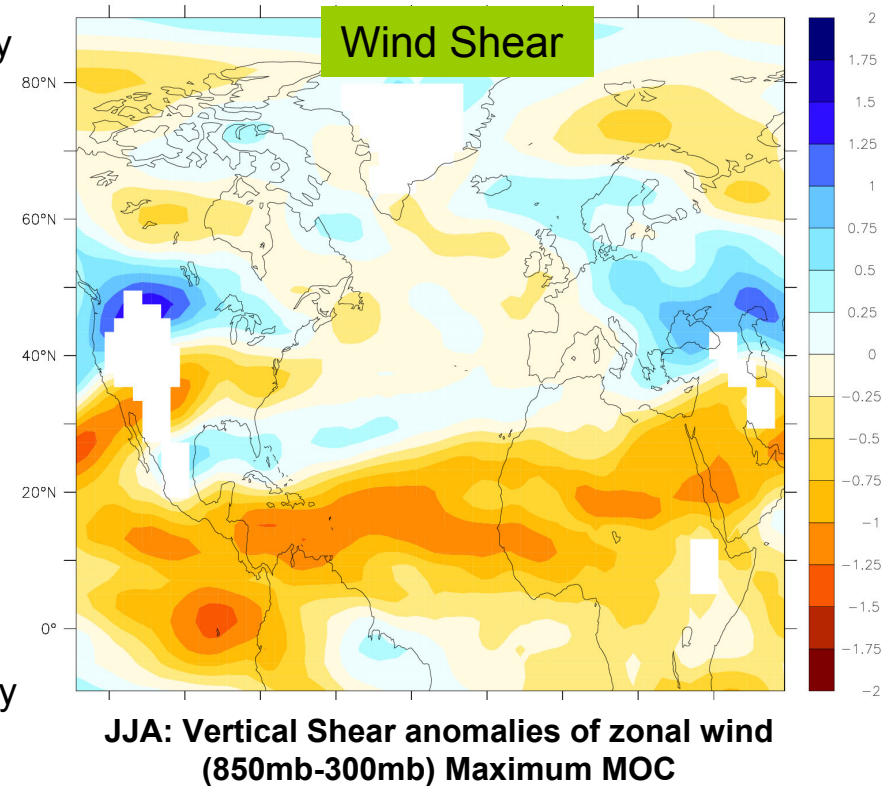 y
Wind Shear
80°N
60°N
40°N
20°N
0°
2
1.75
1.5
1.25
1
0.75
0.5
0.25
0
−0.25
−0.5
−0.75
−1
−1.25
−1.5
−1.75
−2
y
JJA: Vertical Shear anomalies of zonal wind
(850mb-300mb) Maximum MOC